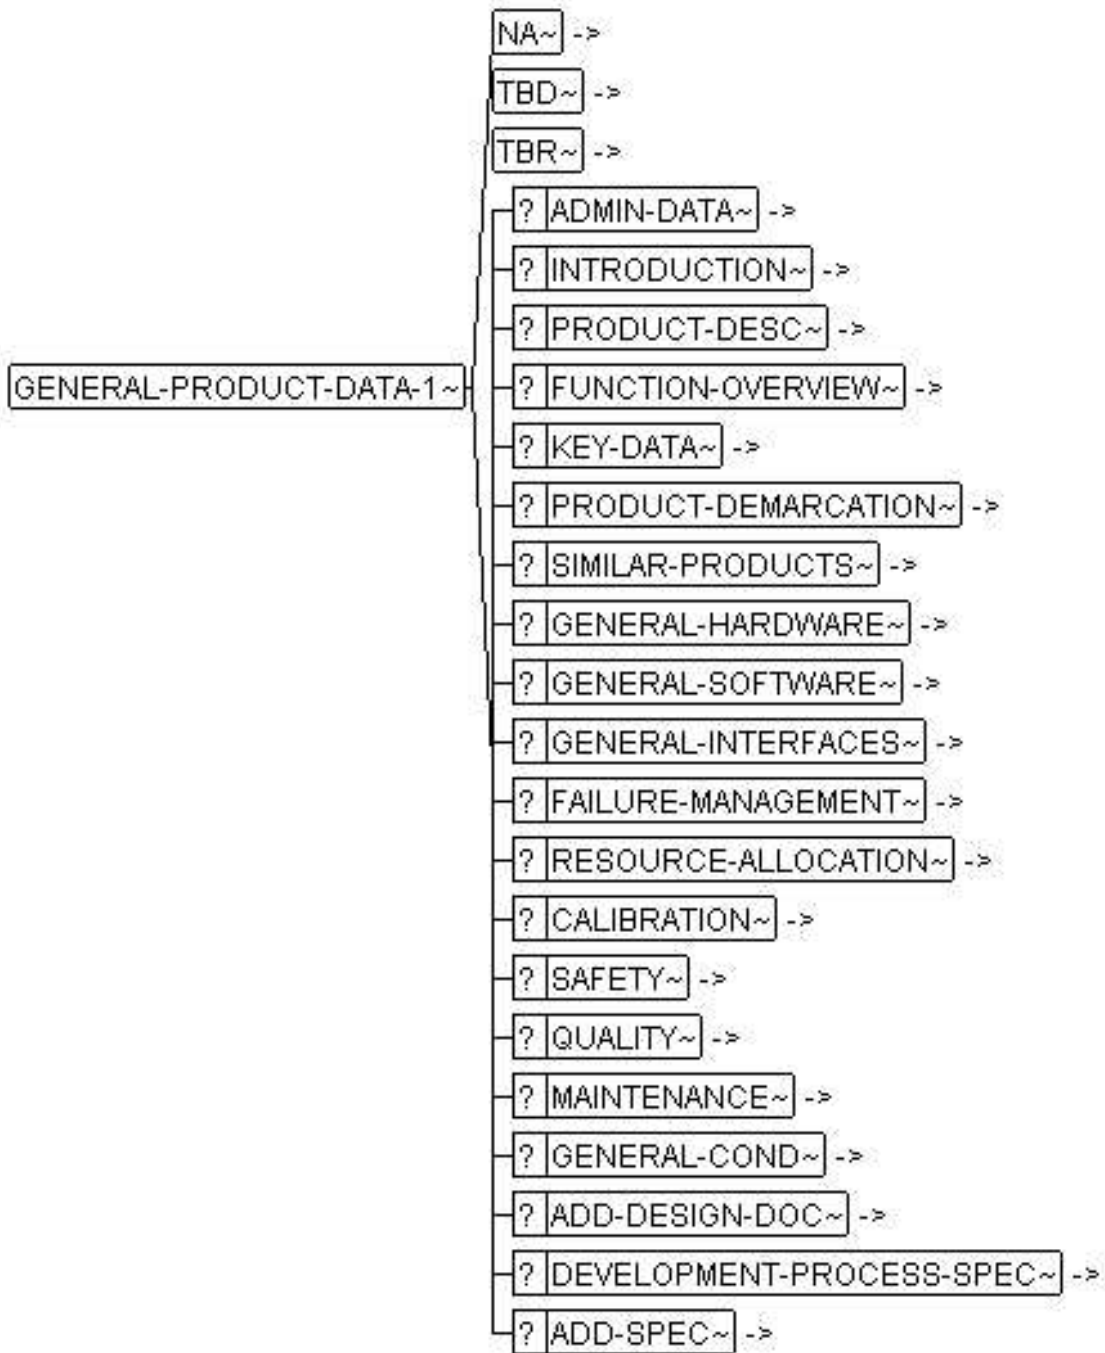 NA~ ->
TBD~ ->
TBR~ ->
? ADMIN-DATA~ ->
? INTRODUCTION~ ->
? PRODUCT-DESC~ ->
GENERAL-PRODUCT-DATA-1~ ? FUNCTION-OVERVIEW~ ->
? KEY-DATA~ ->
? PRODUCT-DEMARCATION~ ->
? SIMILAR-PRODUCTS~ ->
? GENERAL-HARDWARE~ ->
? GENERAL-SOFTWARE~ ->
? GENERAL-INTERFACES~ ->
? FAILURE-MANAGEMENT~ ->
? RESOURCE-ALLOCATION~ ->
? CALIBRATION~ ->
? SAFETY~ ->
? QUALITY~ ->
? MAINTENANCE~ ->
? GENERAL-COND~ ->
? ADD-DESIGN-DOC~ ->
? DEVELOPMENT-PROCESS-SPEC~ ->
? ADD-SPEC~ ->